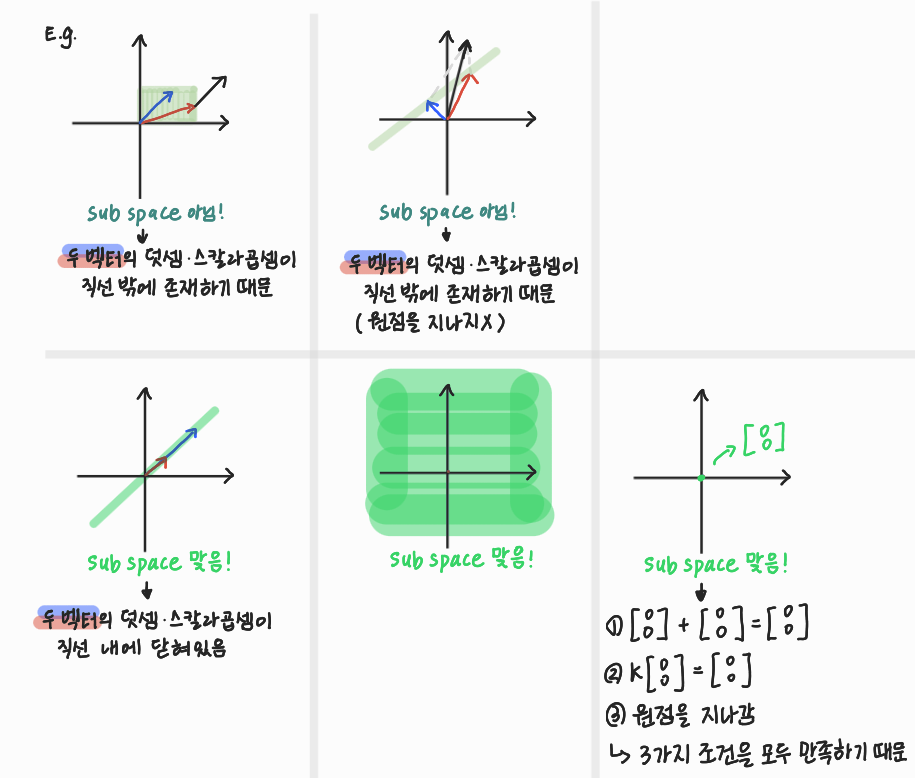 E.g.
Sub space 아님!
두 벡터의 덧셈·스칼라곱셈이
직선 밖에 존재하기 때문
Sub space 아님!
두 벡터의 덧셈·스칼라곱셈이
직선 밖에 존재하기 때문
(원점을 지나지X)
Sub space 맞음!
두 벡터의 덧셈·스칼라곱셈이
직선 내에 닫혀있음
Sub space 맞음!
[0 0]
Sub space 맞음!
① [0 0] + [0 0] = [0 0]
② K[0 0] = [0 0]
③ 원점을 지나감
↳ 3가지 조건을 모두 만족하기 때문